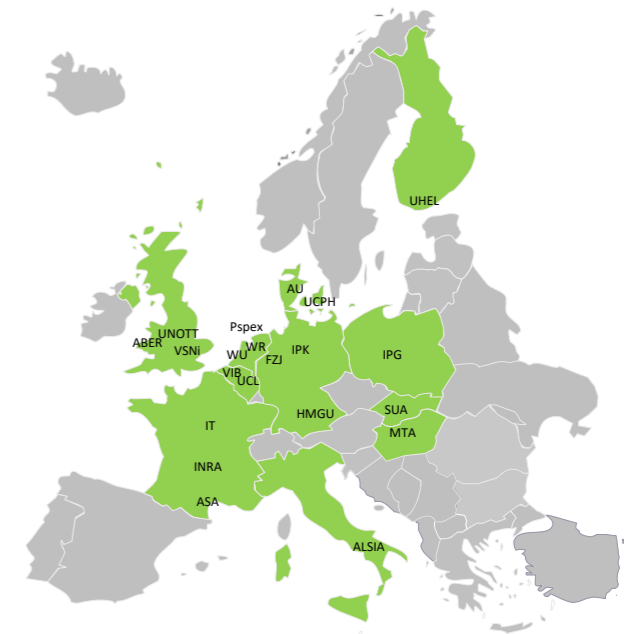 UHEL
AU
UCPH
Pspex
UNOTT
ABER
VSNi
WR
WU
FZJ
IPK
IPG
VIB
UCL
HMGU
SUA
IT
MTA
INRA
ASA
ALSIA